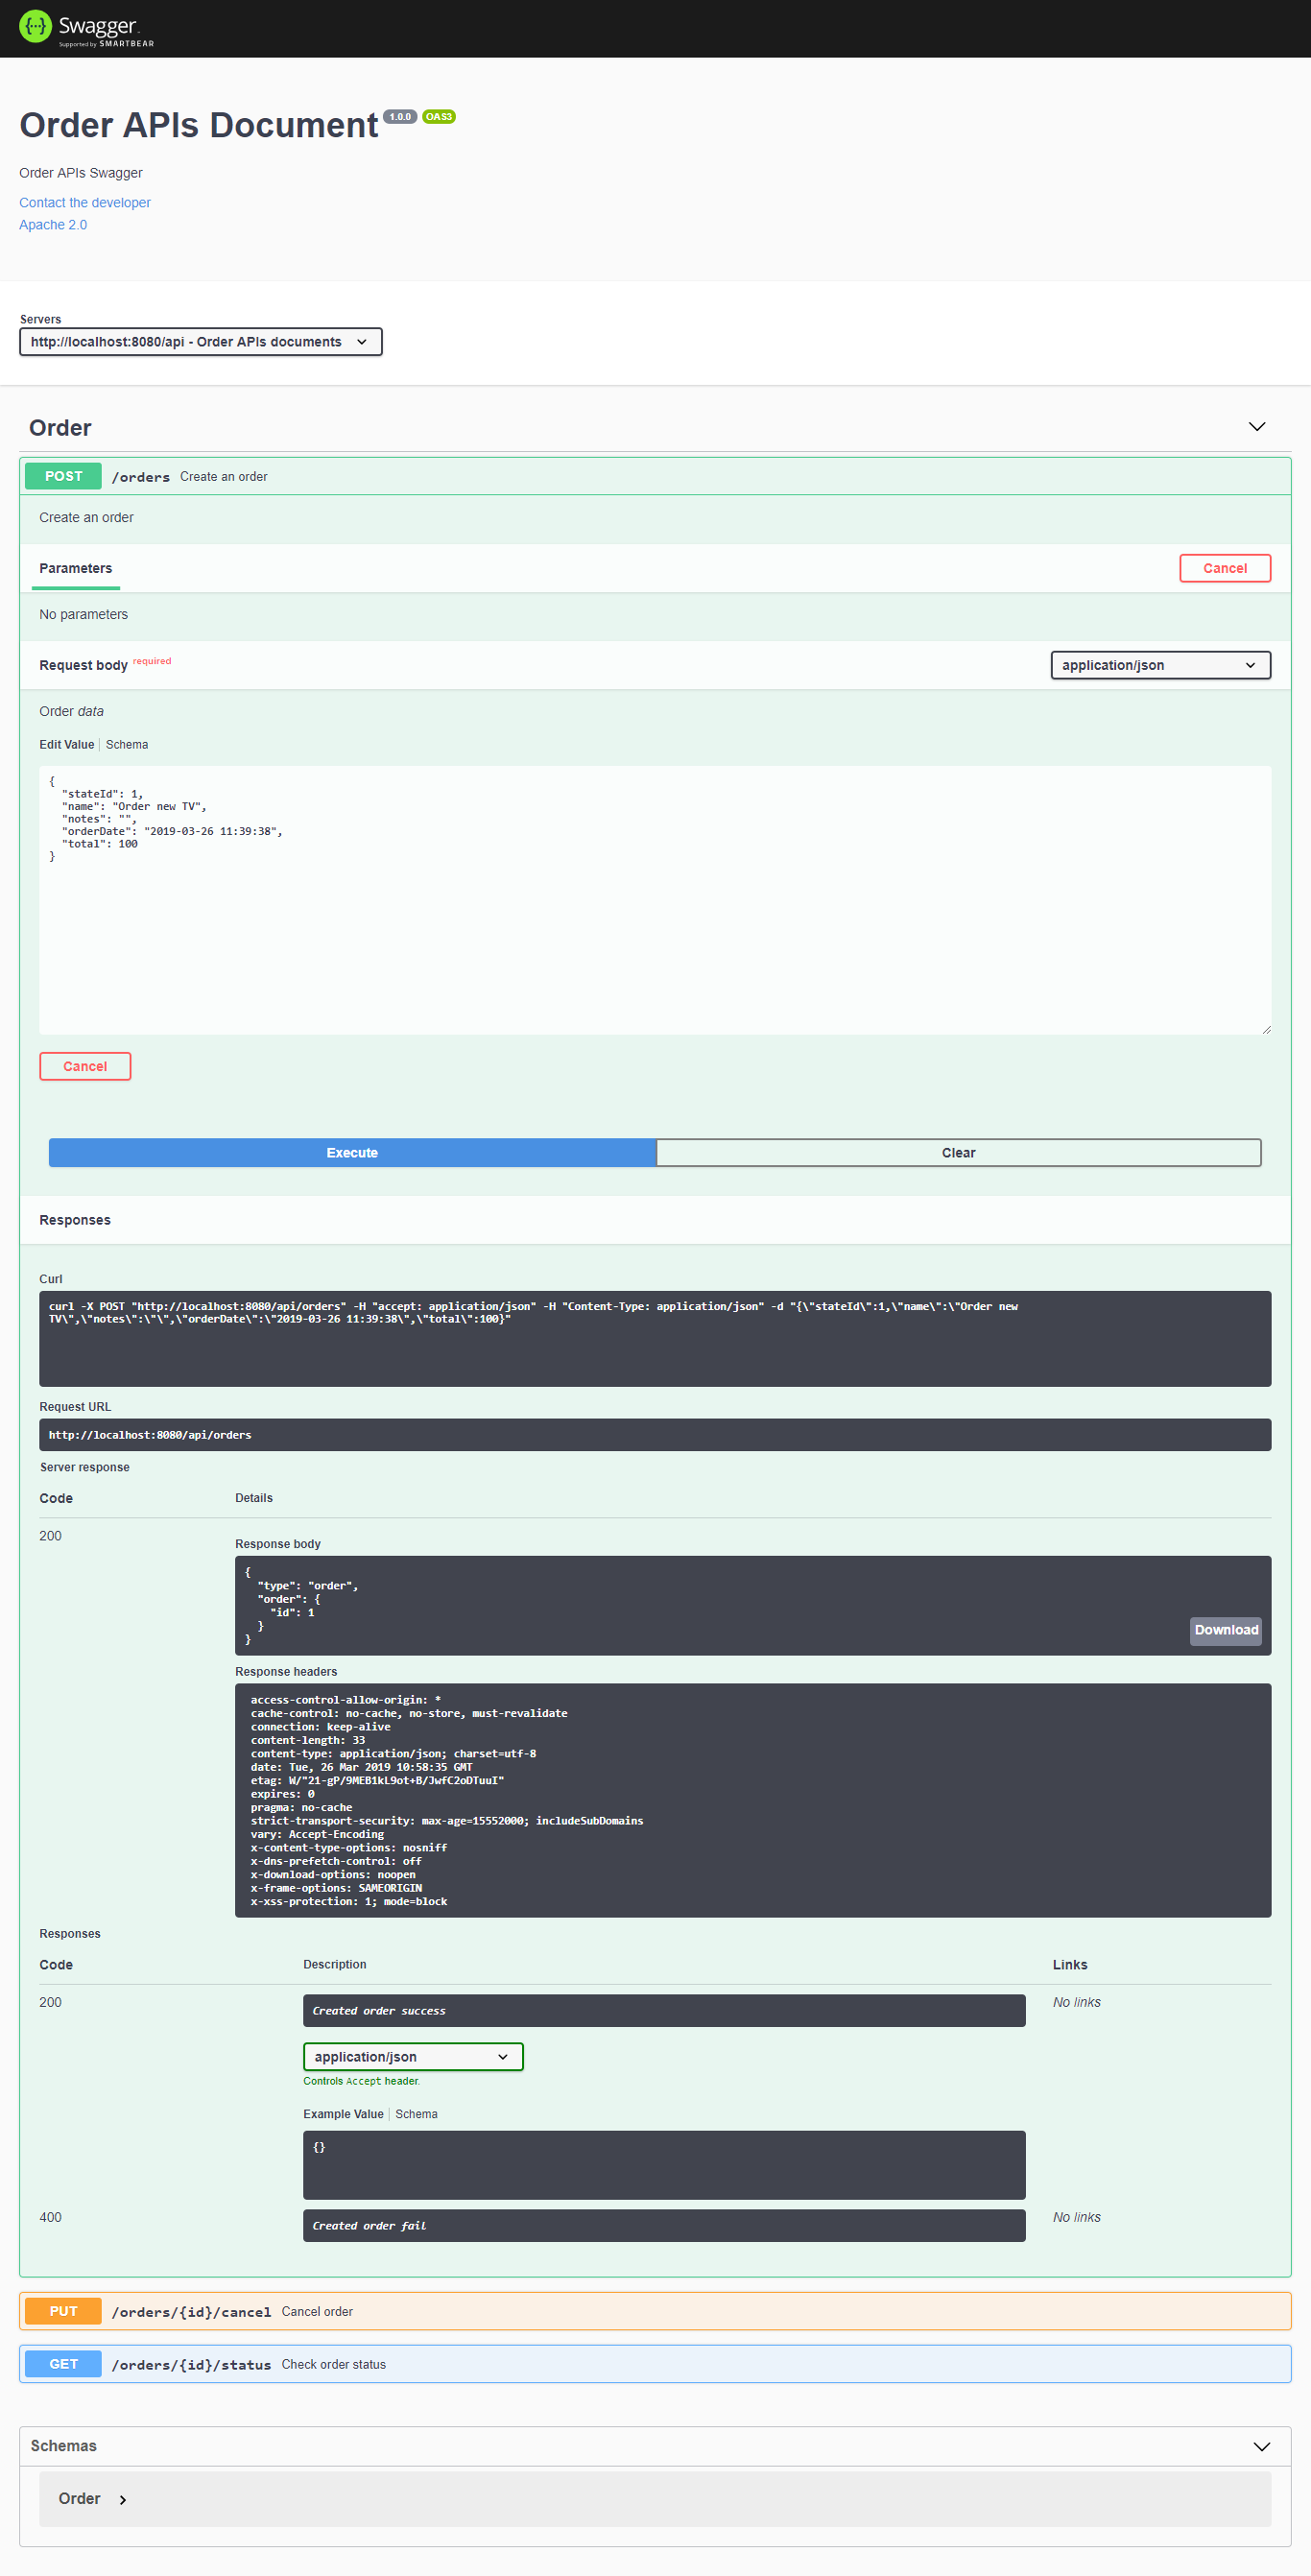 Swagger
Supported by SMARTBEAR
Order APIs Document 1.0.0 OAS3
Order APIs Swagger
Contact the developer
Apache 2.0
Servers
http://localhost:8080/api - Order APIs documents
Order
POST /orders Create an order
Create an order
Parameters Cancel
No parameters
Request body required application/json
Order data
Edit Value | Schema
{
  "stateId": 1,
  "name": "Order new TV",
  "notes": "",
  "orderDate": "2019-03-26 11:39:38",
  "total": 100
}
Cancel
Execute Clear
Responses
Curl
curl -X POST "http://localhost:8080/api/orders" -H "accept: application/json" -H "Content-Type: application/json" -d "{\"stateId\":1,\"name\":\"Order new
TV\",\"notes\":\"\",\"orderDate\":\"2019-03-26 11:39:38\",\"total\":100}"
Request URL
http://localhost:8080/api/orders
Server response
Code Details
200
Response body
{
  "type": "order",
  "order": {
    "id": 1
  }
}
Download
Response headers
access-control-allow-origin: *
cache-control: no-cache, no-store, must-revalidate
connection: keep-alive
content-length: 33
content-type: application/json; charset=utf-8
date: Tue, 26 Mar 2019 10:58:35 GMT
etag: W/"21-gP/9MEB1kL9ot+B/JwfC2oDTuuI"
expires: 0
pragma: no-cache
strict-transport-security: max-age=15552000; includeSubDomains
vary: Accept-Encoding
x-content-type-options: nosniff
x-dns-prefetch-control: off
x-download-options: noopen
x-frame-options: SAMEORIGIN
x-xss-protection: 1; mode=block
Responses
Code Description Links
200 Created order success No links
application/json
Controls Accept header.
Example Value | Schema
{}
400 Created order fail No links
PUT /orders/{id}/cancel Cancel order
GET /orders/{id}/status Check order status
Schemas
Order